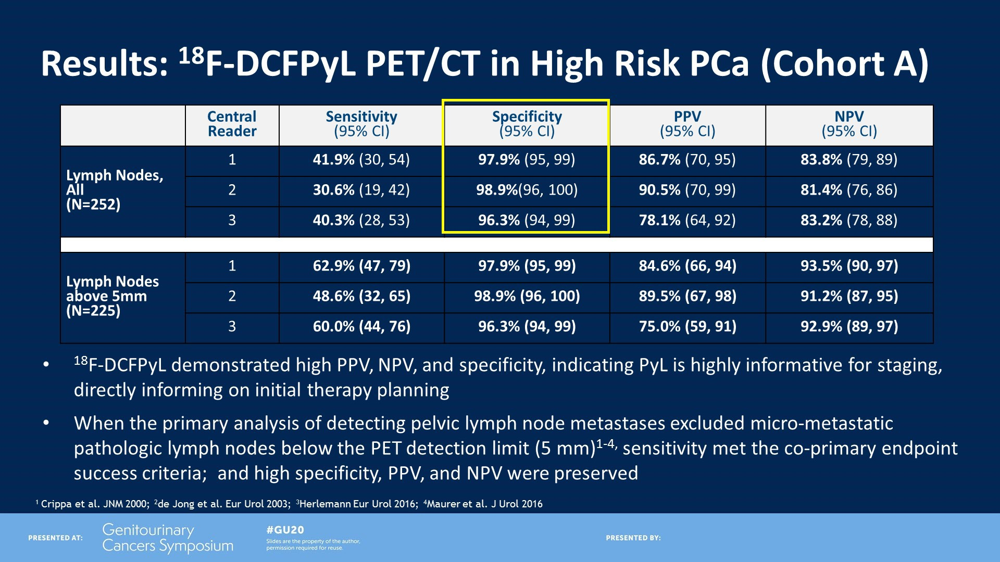 Results: ¹⁸F-DCFPyL PET/CT in High Risk PCa (Cohort A)
Central Reader | Sensitivity (95% CI) | Specificity (95% CI) | PPV (95% CI) | NPV (95% CI)
Lymph Nodes, All (N=252)
1 | 41.9% (30, 54) | 97.9% (95, 99) | 86.7% (70, 95) | 83.8% (79, 89)
2 | 30.6% (19, 42) | 98.9%(96, 100) | 90.5% (70, 99) | 81.4% (76, 86)
3 | 40.3% (28, 53) | 96.3% (94, 99) | 78.1% (64, 92) | 83.2% (78, 88)
Lymph Nodes above 5mm (N=225)
1 | 62.9% (47, 79) | 97.9% (95, 99) | 84.6% (66, 94) | 93.5% (90, 97)
2 | 48.6% (32, 65) | 98.9% (96, 100) | 89.5% (67, 98) | 91.2% (87, 95)
3 | 60.0% (44, 76) | 96.3% (94, 99) | 75.0% (59, 91) | 92.9% (89, 97)
• ¹⁸F-DCFPyL demonstrated high PPV, NPV, and specificity, indicating PyL is highly informative for staging,
directly informing on initial therapy planning
• When the primary analysis of detecting pelvic lymph node metastases excluded micro-metastatic
pathologic lymph nodes below the PET detection limit (5 mm)¹⁻⁴, sensitivity met the co-primary endpoint
success criteria; and high specificity, PPV, and NPV were preserved
¹ Crippa et al. JNM 2000; ²de Jong et al. Eur Urol 2003; ³Herlemann Eur Urol 2016; ⁴Maurer et al. J Urol 2016
PRESENTED AT:
Genitourinary
Cancers Symposium
#GU20
Slides are the property of the author,
permission required for reuse.
PRESENTED BY: